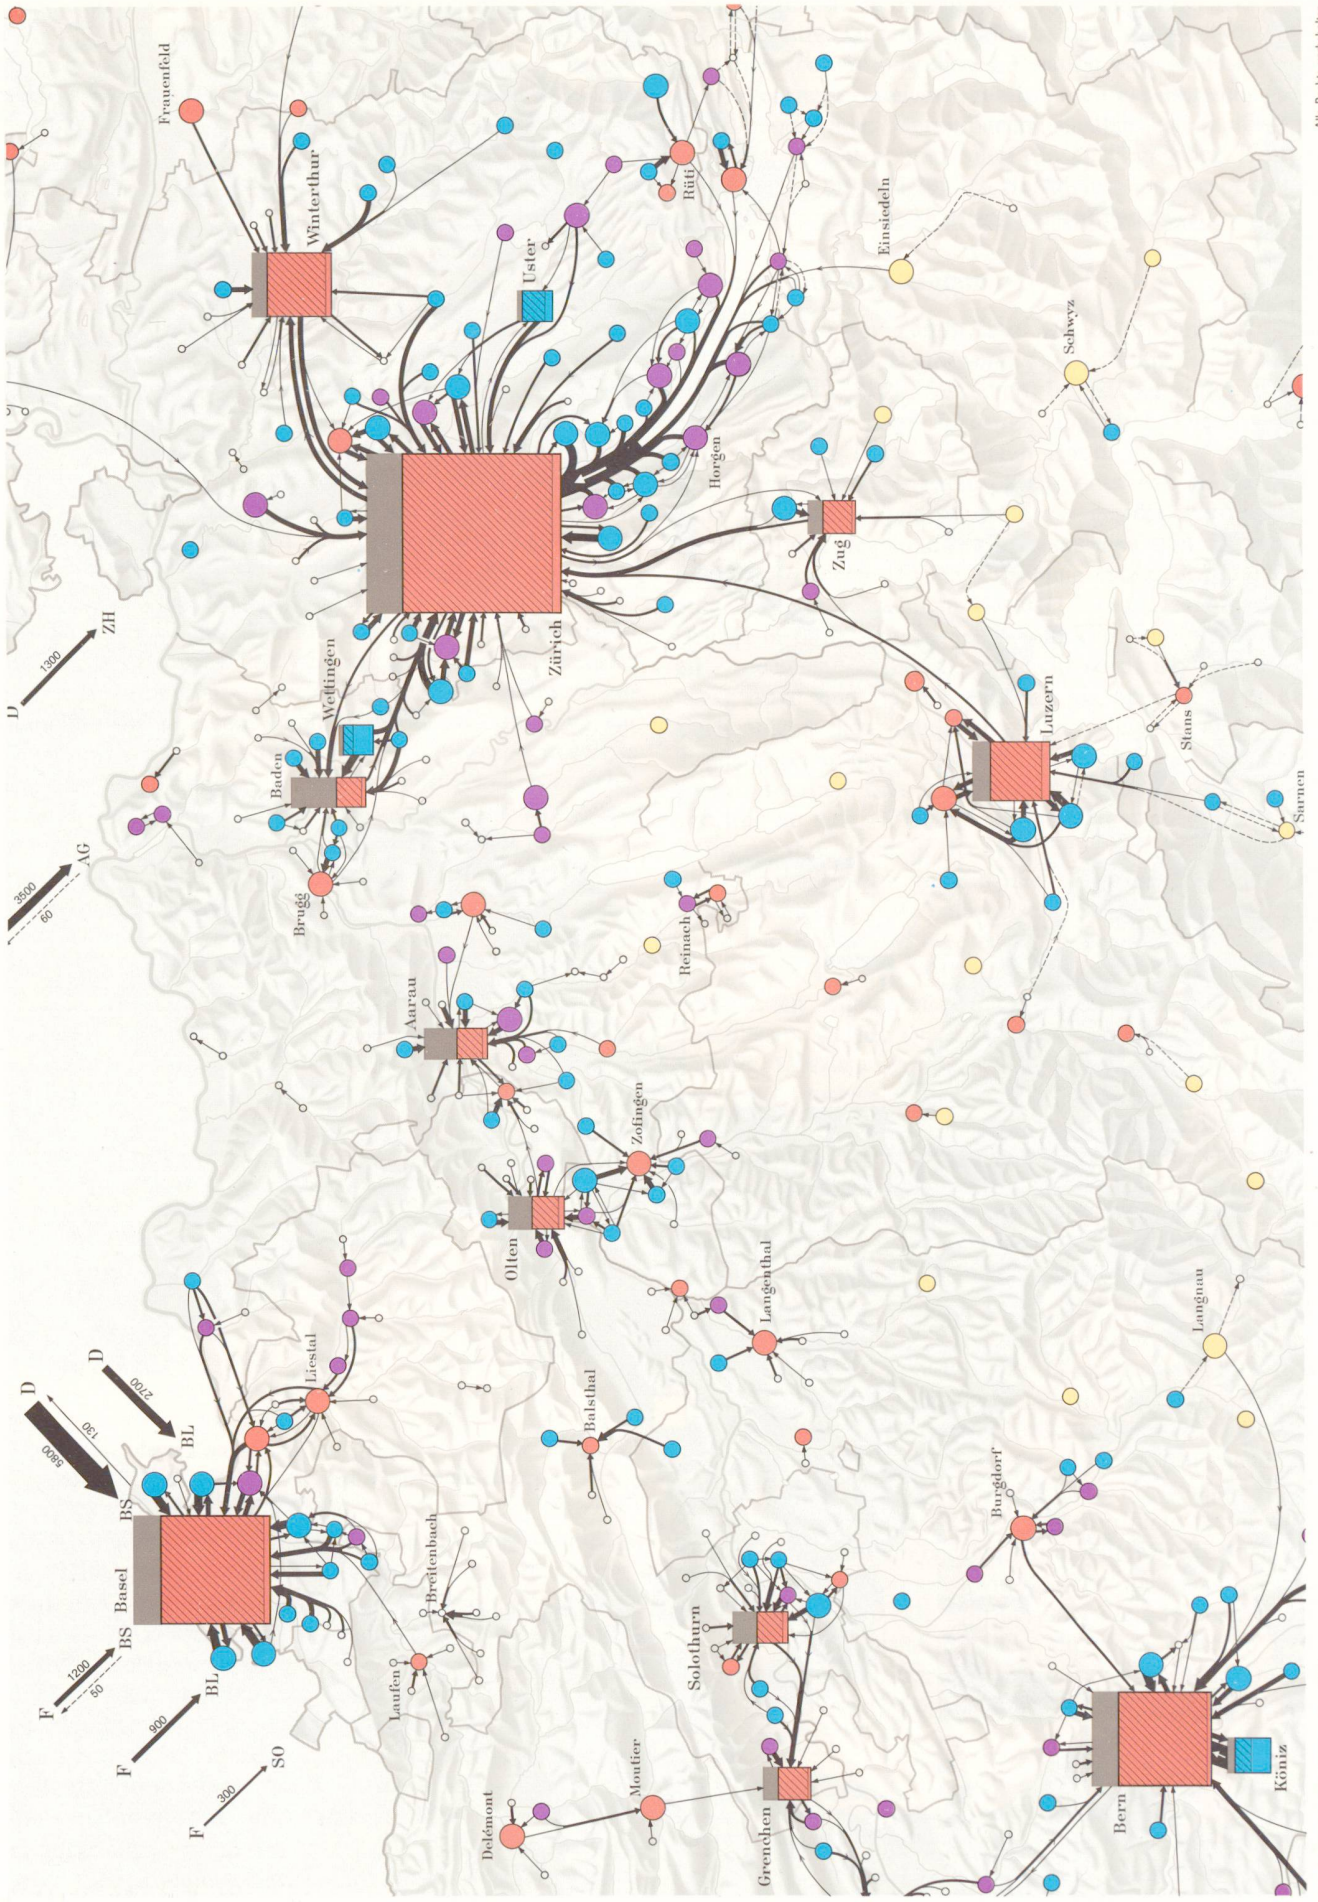 Frauenfeld
Winterthur
Uster
Rüti
Einsiedeln
Schwyz
Horgen
Zürich
Zug
D
1300
ZH
Wettingen
Baden
Luzern
Stans
Sarnen
3500
60
AG
Brugg
Aarau
Reinach
Zofingen
Olten
Langenthal
Langnau
D
130
5800
BS
D
2700
BL
Liestal
Balsthal
Burgdorf
Basel
BS
F
1200
50
BL
F
900
F
300
SO
Breitenbach
Laufen
Solothurn
Moutier
Delémont
Grenchen
Bern
Köniz